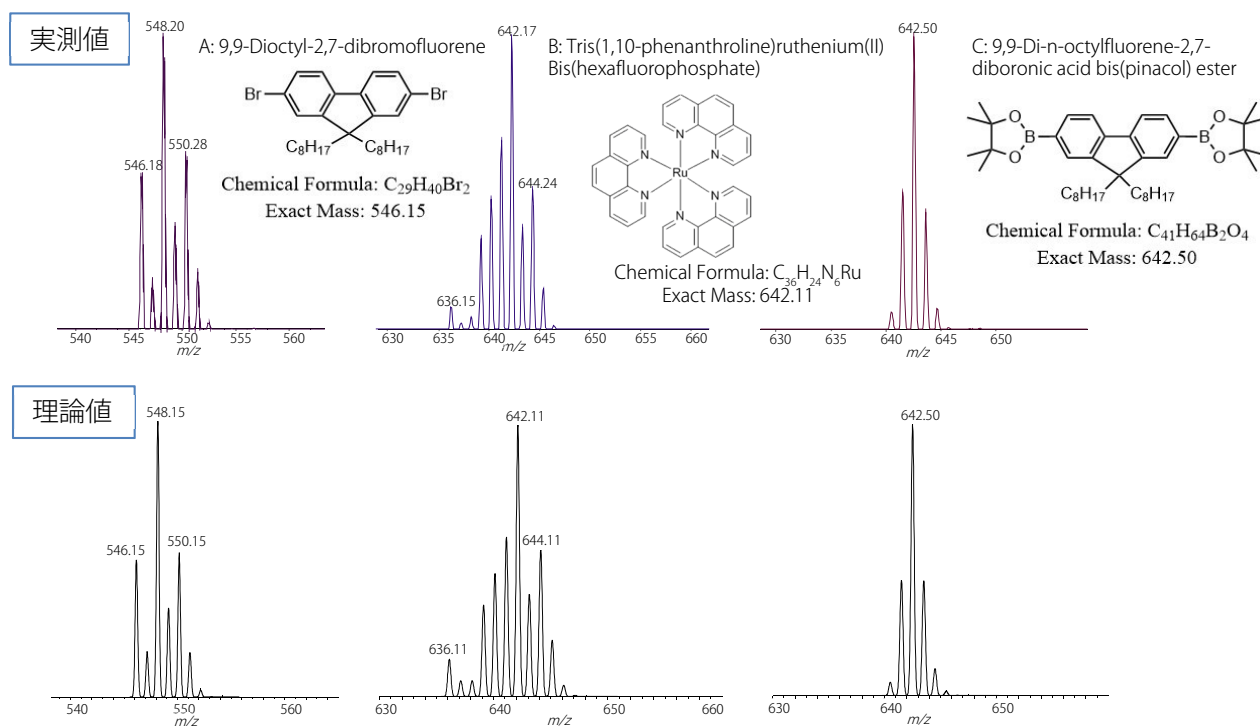 実測値
548.20
546.18
550.28
A: 9,9-Dioctyl-2,7-dibromofluorene
Br
Br
C8H17 C8H17
Chemical Formula: C29H40Br2
Exact Mass: 546.15
540 550 560
m/z
642.17
644.24
636.15
B: Tris(1,10-phenanthroline)ruthenium(II)
Bis(hexafluorophosphate)
N
N
N
N
Ru
N
N
Chemical Formula: C36H24N6Ru
Exact Mass: 642.11
630 635 640 645 650 655 660
m/z
642.50
C: 9,9-Di-n-octylfluorene-2,7-
diboronic acid bis(pinacol) ester
O
B
O
O
B
O
C8H17 C8H17
Chemical Formula: C41H64B2O4
Exact Mass: 642.50
630 635 640 645 650
m/z
理論値
548.15
546.15
550.15
540 550 560
m/z
642.11
644.11
636.11
630 640 650 660
m/z
642.50
630 640 650
m/z